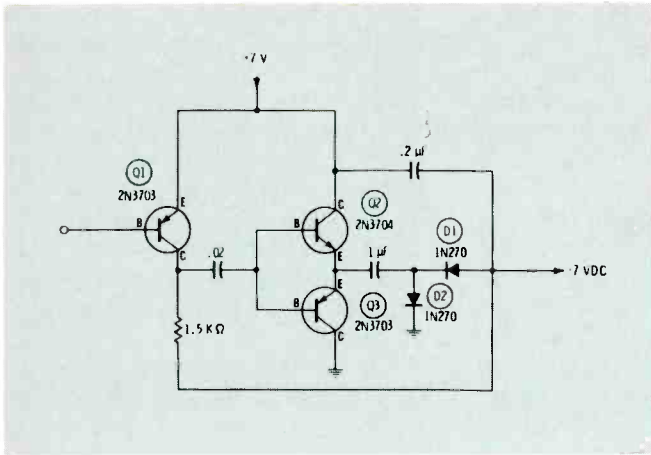 +7 V
.2 µf
Q1
2N3703
E
B
C
C
Q2
2N3704
B
E
.02
1 µf
D1
1N270
-7 VDC
E
Q3
2N3703
B
C
D2
1N270
1.5 KΩ